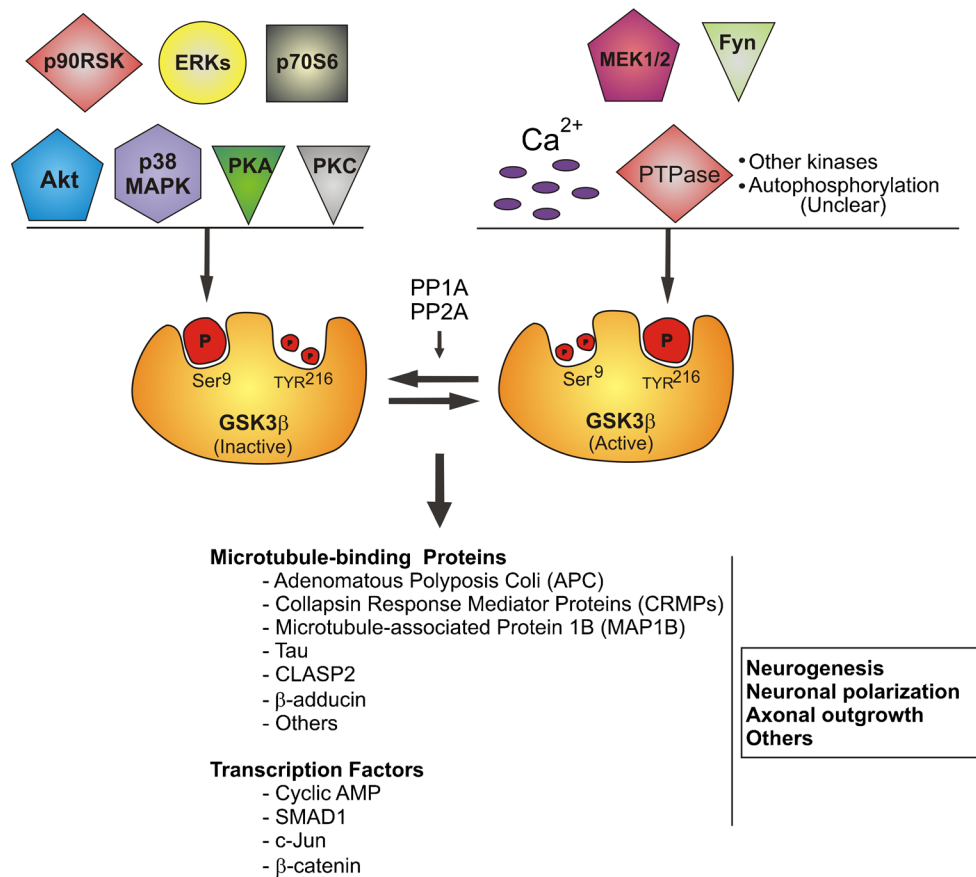 p90RSK
ERKs
p70S6
MEK1/2
Fyn
Akt
p38
MAPK
PKA
PKC
Ca2+
PTPase
• Other kinases
• Autophosphorylation
(Unclear)
PP1A
PP2A
P
P
P
Ser9
TYR216
GSK3β
(Inactive)
P
P
P
Ser9
TYR216
GSK3β
(Active)
Microtubule-binding Proteins
- Adenomatous Polyposis Coli (APC)
- Collapsin Response Mediator Proteins (CRMPs)
- Microtubule-associated Protein 1B (MAP1B)
- Tau
- CLASP2
- β-adducin
- Others
Neurogenesis
Neuronal polarization
Axonal outgrowth
Others
Transcription Factors
- Cyclic AMP
- SMAD1
- c-Jun
- β-catenin